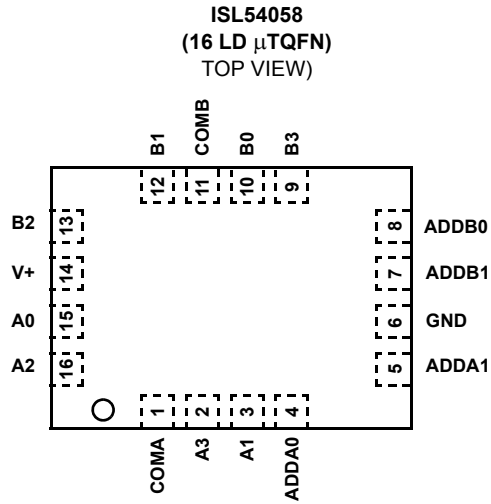 ISL54058
(16 LD μTQFN)
TOP VIEW)
B1
COMB
B0
B3
12
11
10
9
B2
13
8
ADDB0
V+
14
7
ADDB1
A0
15
6
GND
A2
16
5
ADDA1
1
2
3
4
COMA
A3
A1
ADDA0